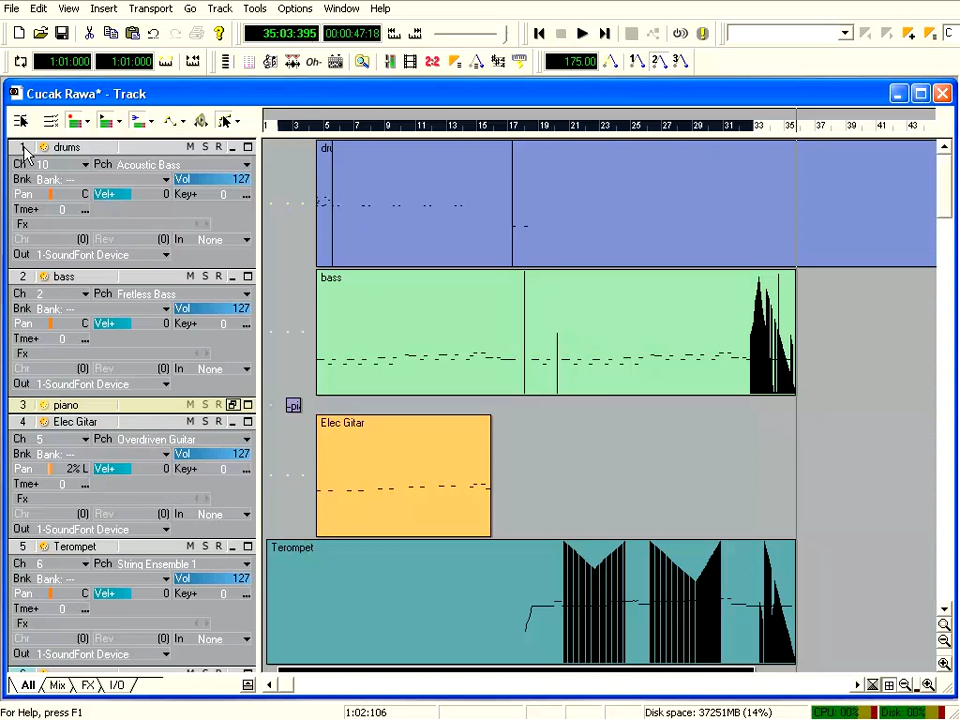 File Edit View Insert Transport Go Track Tools Options Window Help
35:03:395 00:00:47:18
1:01:000 1:01:000 Oh- 2:2 175.00 1 2 3
Cucak Rawa* - Track
1 3 5 7 9 11 13 15 17 19 21 23 25 27 29 31 33 35 37 39 41 43
1 drums M S R
Ch 10 Pch Acoustic Bass
Bnk Bank: --- Vol 127
Pan C Vel+ 0 Key+ 0
Tme+ 0
Fx
Chr (0) Rev (0) In None
Out 1-SoundFont Device
2 bass M S R
Ch 2 Pch Fretless Bass
Bnk Bank: --- Vol 127
Pan C Vel+ 0 Key+ 0
Tme+ 0
Fx
Chr (0) Rev (0) In None
Out 1-SoundFont Device
3 piano M S R
4 Elec Gitar M S R
Ch 5 Pch Overdriven Guitar
Bnk Bank: --- Vol 127
Pan 2% L Vel+ 0 Key+ 0
Tme+ 0
Fx
Chr (0) Rev (0) In None
Out 1-SoundFont Device
5 Terompet M S R
Ch 6 Pch String Ensemble 1
Bnk Bank: --- Vol 127
Pan C Vel+ 0 Key+ 0
Tme+ 0
Fx
Chr (0) Rev (0) In None
Out 1-SoundFont Device
dru
bass
Elec Gitar
Terompet
All Mix FX I/O
For Help, press F1 1:02:106 Disk space: 37251MB (14%) CPU: 00% Disk: 00%